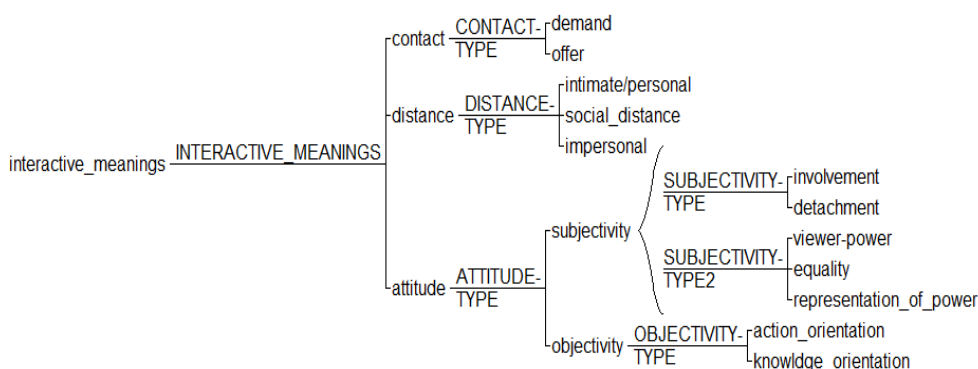 demand
contact CONTACT-
TYPE
offer
intimate/personal
distance DISTANCE-
TYPE
social_distance
impersonal
interactive_meanings INTERACTIVE_MEANINGS
involvement
SUBJECTIVITY-
TYPE
detachment
subjectivity
viewer-power
SUBJECTIVITY-
TYPE2
equality
representation_of_power
attitude ATTITUDE-
TYPE
action_orientation
objectivity OBJECTIVITY-
TYPE
knowldge_orientation